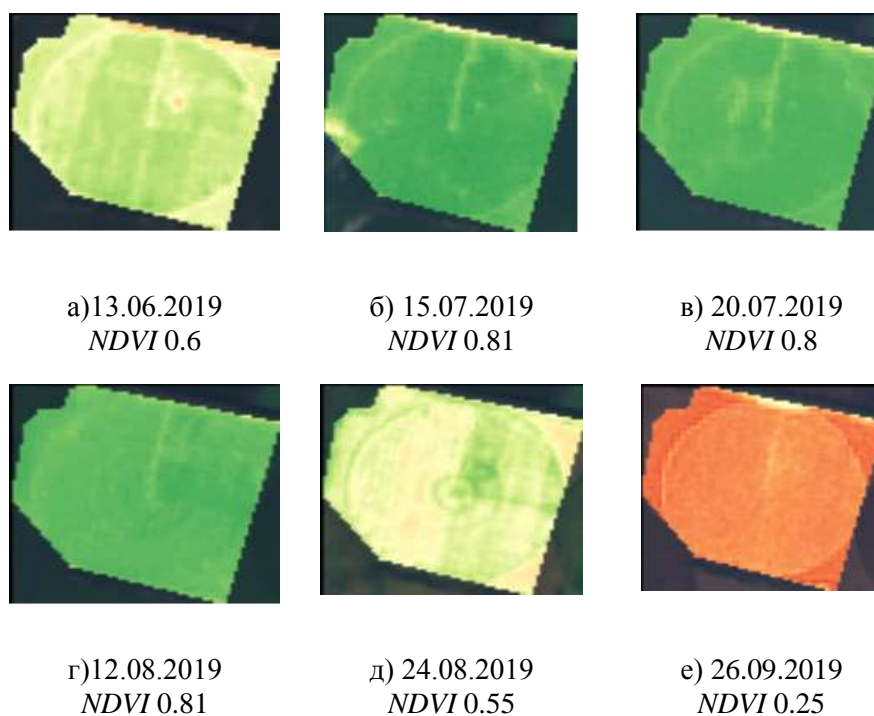 а)13.06.2019
NDVI 0.6
б) 15.07.2019
NDVI 0.81
в) 20.07.2019
NDVI 0.8
г)12.08.2019
NDVI 0.81
д) 24.08.2019
NDVI 0.55
е) 26.09.2019
NDVI 0.25